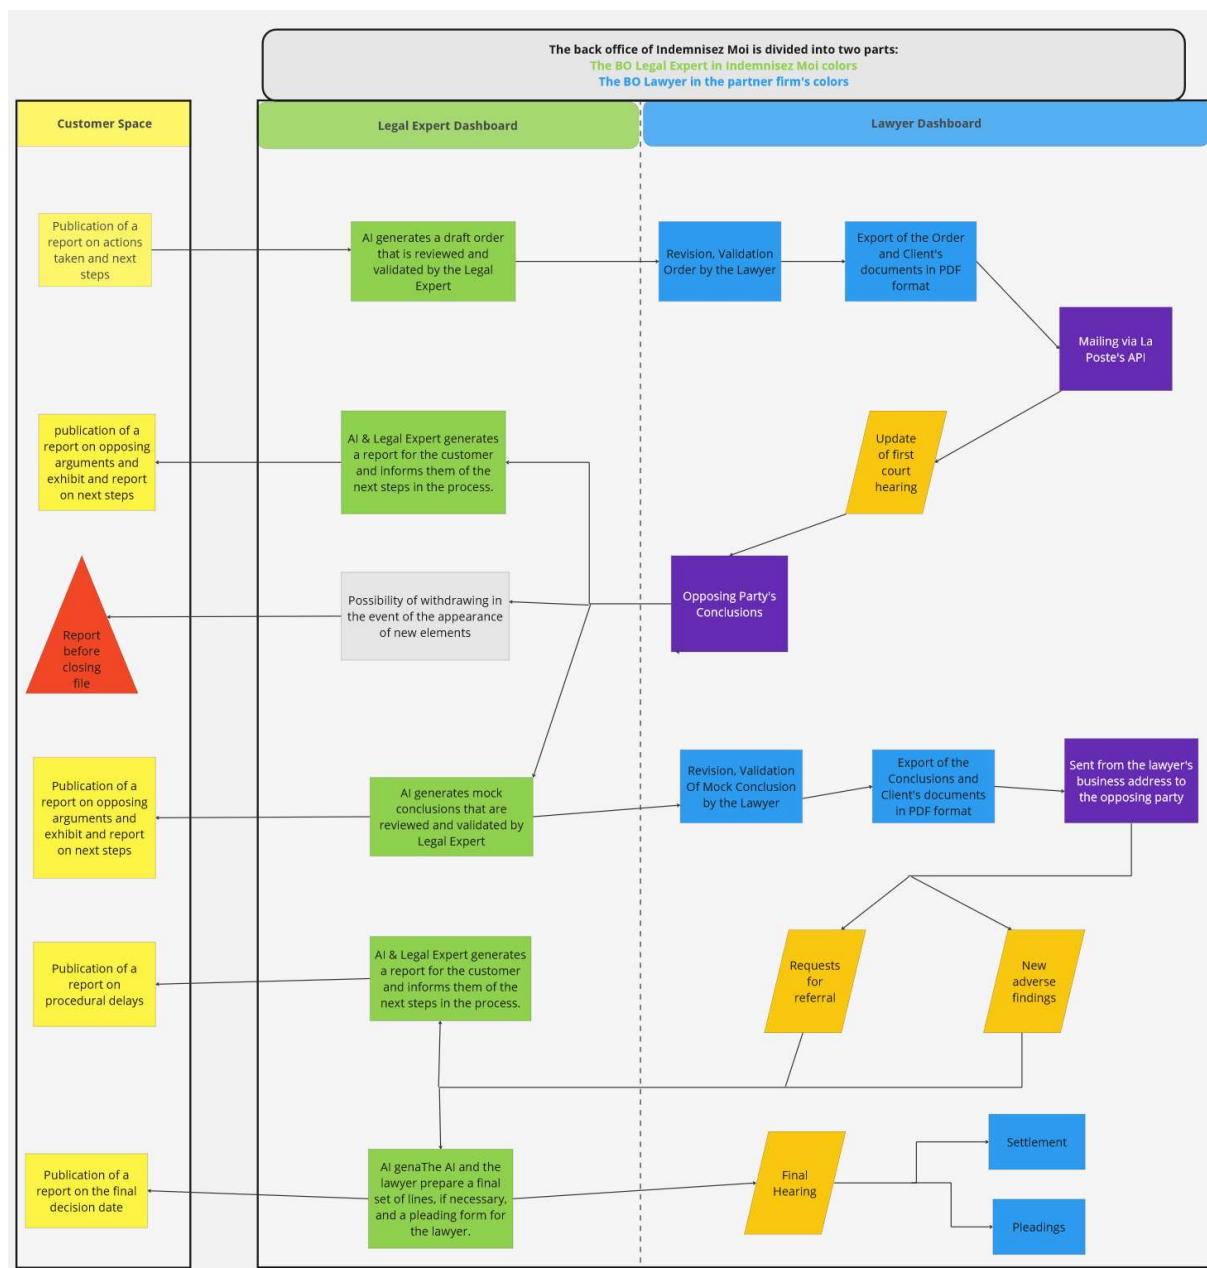 The back office of Indemnisez Moi is divided into two parts:
The BO Legal Expert in Indemnisez Moi colors
The BO Lawyer in the partner firm's colors
Customer Space
Legal Expert Dashboard
Lawyer Dashboard
Publication of a
report on actions
taken and next
steps
AI generates a draft order
that is reviewed and
validated by the Legal
Expert
Revision, Validation
Order by the Lawyer
Export of the Order
and Client's
documents in PDF
format
Mailing via La
Poste's API
publication of a
report on opposing
arguments and
exhibit and report
on next steps
AI & Legal Expert generates
a report for the customer
and informs them of the
next steps in the process.
Update
of first
court
hearing
Report
before
closing
file
Possibility of withdrawing in
the event of the appearance
of new elements
Opposing Party's
Conclusions
Publication of a
report on opposing
arguments and
exhibit and report
on next steps
AI generates mock
conclusions that are
reviewed and validated by
Legal Expert
Revision, Validation
Of Mock Conclusion
by the Lawyer
Export of the
Conclusions and
Client's documents
in PDF format
Sent from the lawyer's
business address to
the opposing party
Publication of a
report on
procedural delays
AI & Legal Expert generates
a report for the customer
and informs them of the
next steps in the process.
Requests
for
referral
New
adverse
findings
Publication of a
report on the final
decision date
AI genaThe AI and the
lawyer prepare a final
set of lines, if necessary,
and a pleading form for
the lawyer.
Final
Hearing
Settlement
Pleadings